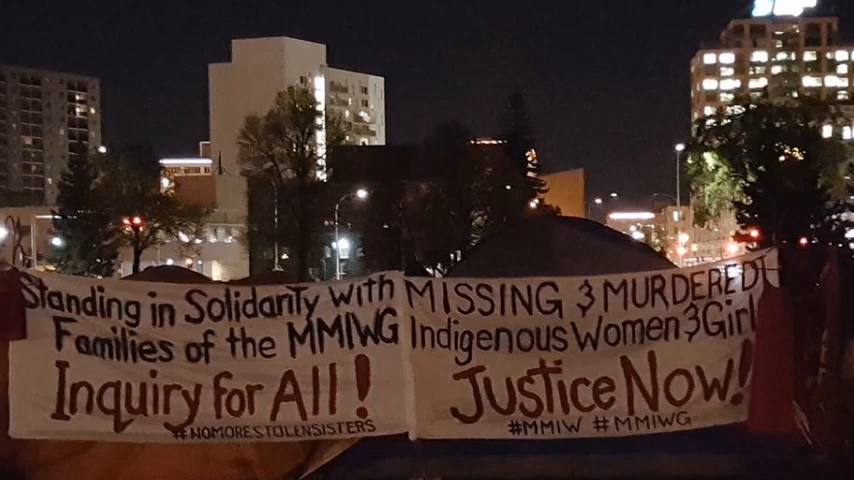 Standing in Solidarity with
Families of the MMIWG
Inquiry for All!
#NOMORESTOLENSISTERS
MISSING & MURDERED
Indigenous Women & Girl
Justice Now!
#MMIW #MMIWG